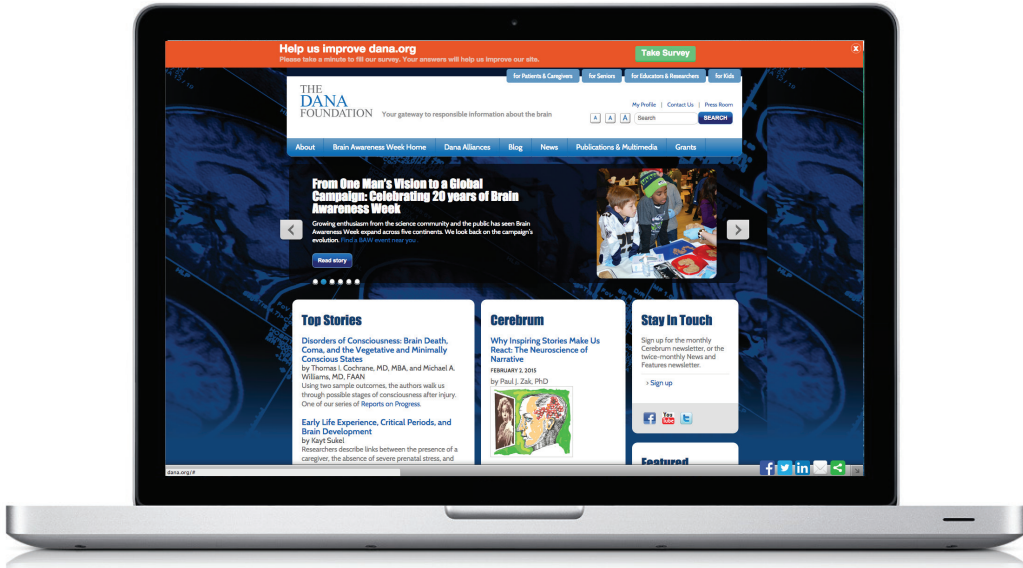 Help us improve dana.org
Please take a minute to fill our survey. Your answers will help us improve our site.
Take Survey
x
for Patients & Caregivers
for Seniors
for Educators & Researchers
for Kids
THE
DANA
FOUNDATION
Your gateway to responsible information about the brain
My Profile | Contact Us | Press Room
A A A
Search
SEARCH
About
Brain Awareness Week Home
Dana Alliances
Blog
News
Publications & Multimedia
Grants
From One Man's Vision to a Global
Campaign: Celebrating 20 years of Brain
Awareness Week
Growing enthusiasm from the science community and the public has seen Brain
Awareness Week expand across five continents. We look back on the campaign's
evolution. Find a BAW event near you .
Read story
Top Stories
Disorders of Consciousness: Brain Death,
Coma, and the Vegetative and Minimally
Conscious States
by Thomas I. Cochrane, MD, MBA, and Michael A.
Williams, MD, FAAN
Using two sample outcomes, the authors walk us
through possible stages of consciousness after injury.
One of our series of Reports on Progress.
Early Life Experience, Critical Periods, and
Brain Development
by Kayt Sukel
Researchers describe links between the presence of a
caregiver, the absence of severe prenatal stress, and
Cerebrum
Why Inspiring Stories Make Us
React: The Neuroscience of
Narrative
FEBRUARY 2, 2015
by Paul J. Zak, PhD
Stay In Touch
Sign up for the monthly
Cerebrum newsletter, or the
twice-monthly News and
Features newsletter.
› Sign up
f
You
Tube
t
Featured
dana.org/#
f
in